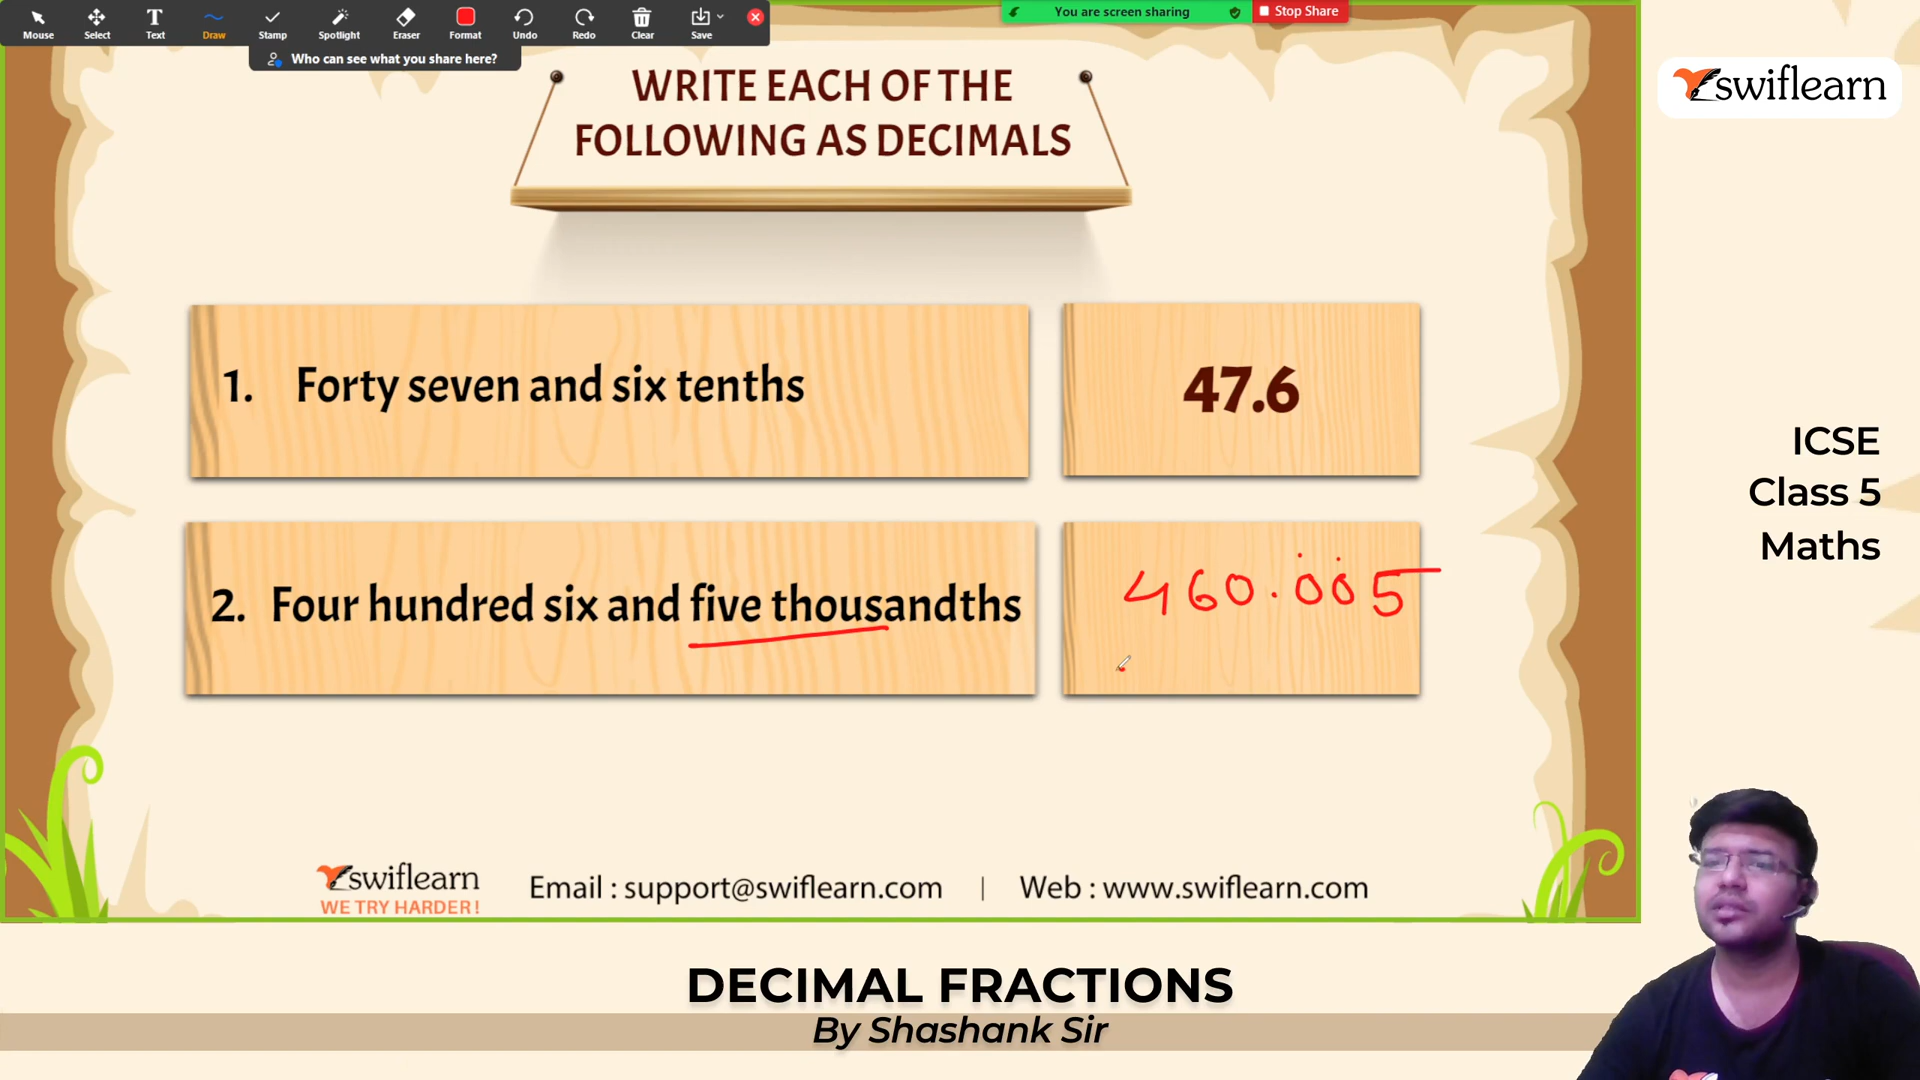 Mouse Select Text Draw Stamp Spotlight Eraser Format Undo Redo Clear Save
You are screen sharing Stop Share
Who can see what you share here?
WRITE EACH OF THE
FOLLOWING AS DECIMALS
swiflearn
1. Forty seven and six tenths
47.6
ICSE
Class 5
Maths
2. Four hundred six and five thousandths
460.005
swiflearn
WE TRY HARDER!
Email : support@swiflearn.com | Web : www.swiflearn.com
DECIMAL FRACTIONS
By Shashank Sir